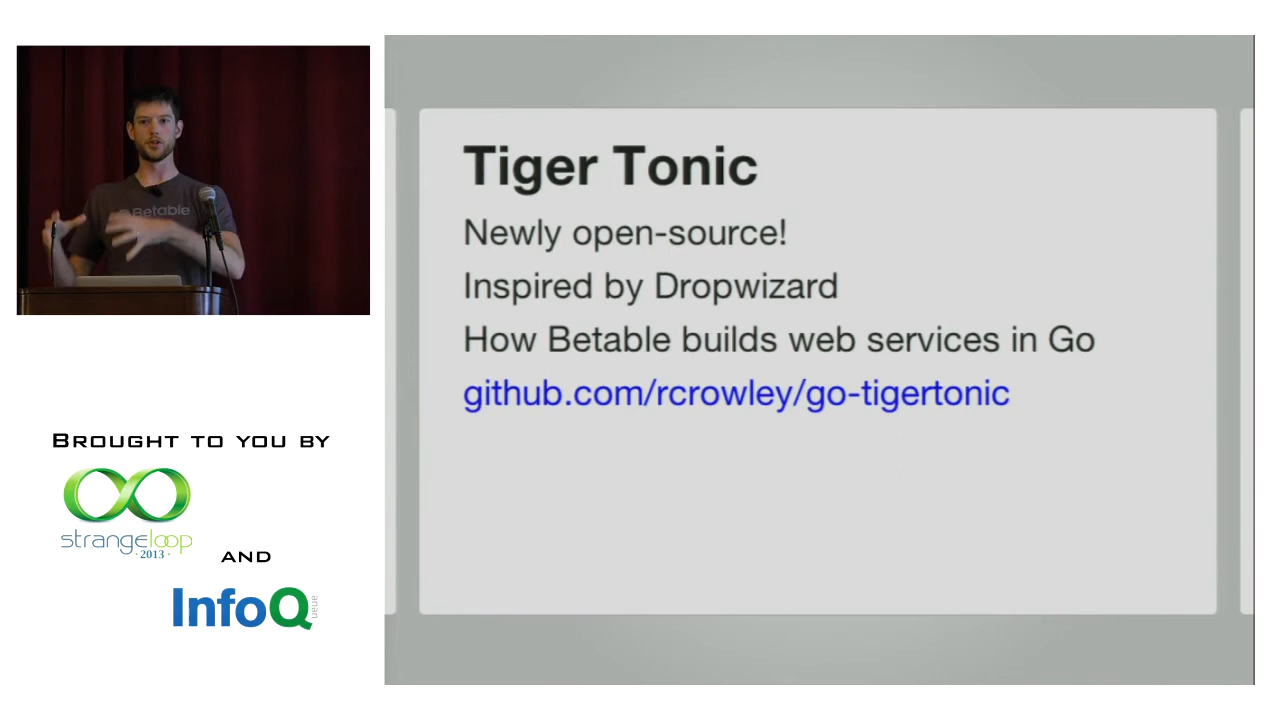 Betable
Tiger Tonic
Newly open-source!
Inspired by Dropwizard
How Betable builds web services in Go
github.com/rcrowley/go-tigertonic
BROUGHT TO YOU BY
strangeloop
· 2013 ·
AND
InfoQ